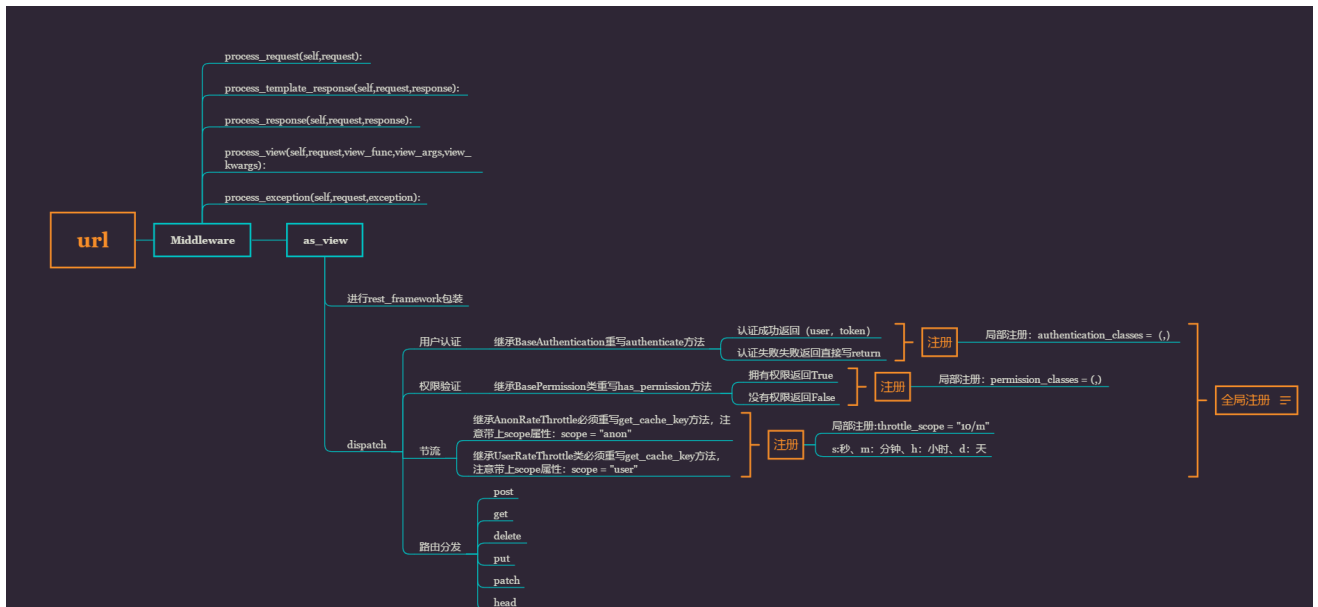 process_request(self,request):
process_template_response(self,request,response):
process_response(self,request,response):
process_view(self,request,view_func,view_args,view_
kwargs):
process_exception(self,request,exception):
url
Middleware
as_view
进行rest_framework包装
dispatch
用户认证
继承BaseAuthentication重写authenticate方法
认证成功返回（user，token）
认证失败失败返回直接写return
注册
局部注册：authentication_classes =（,）
权限验证
继承BasePermission类重写has_permission方法
拥有权限返回True
没有权限返回False
注册
局部注册：permission_classes = (,)
全局注册
节流
继承AnonRateThrottle必须重写get_cache_key方法，注
意带上scope属性：scope = "anon"
继承UserRateThrottle类必须重写get_cache_key方法，
注意带上scope属性：scope = "user"
注册
局部注册:throttle_scope = "10/m"
s:秒、m：分钟、h：小时、d：天
路由分发
post
get
delete
put
patch
head